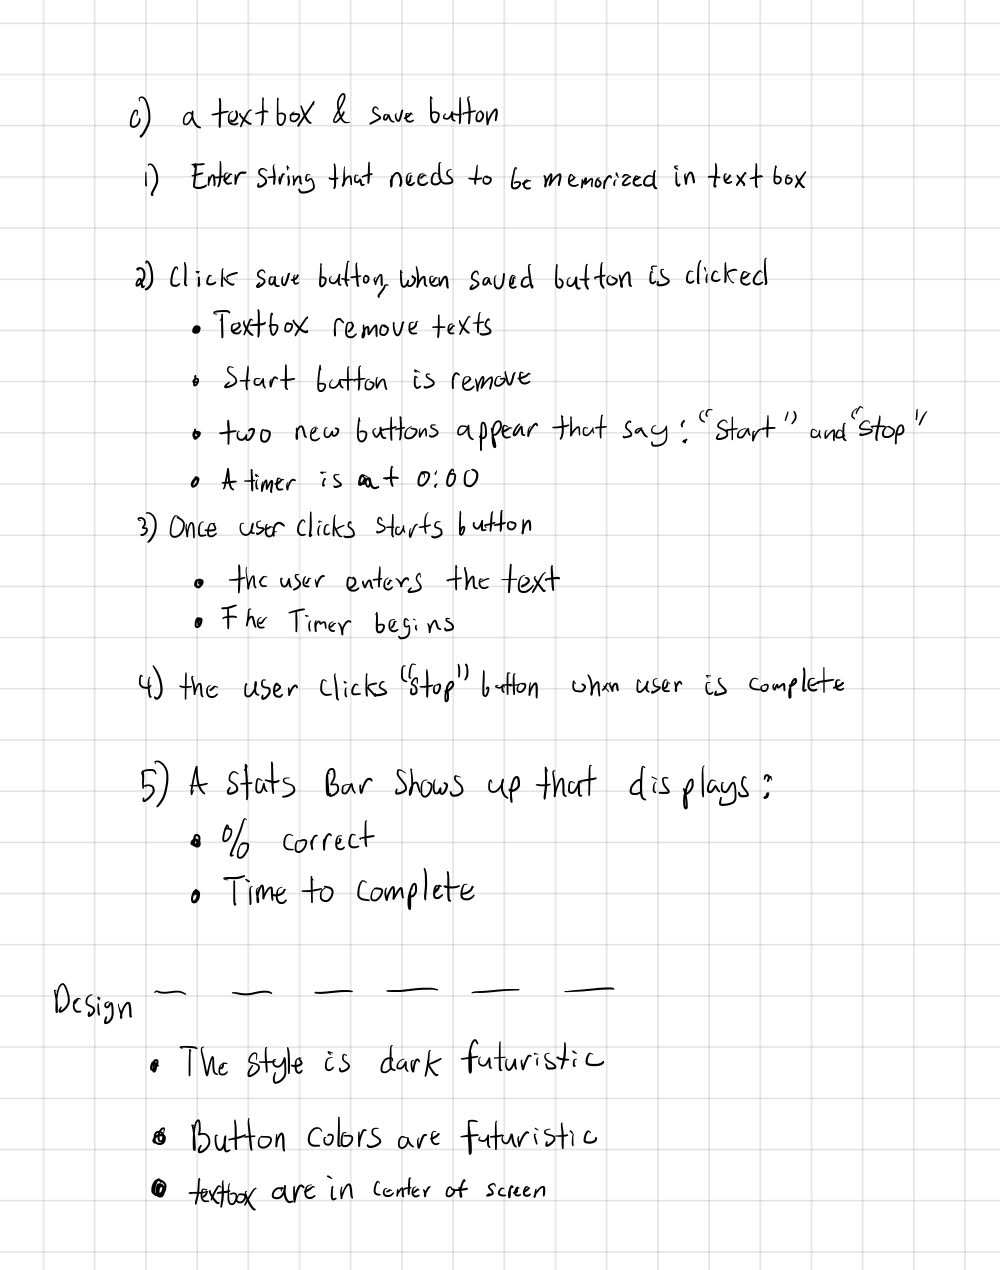 0) a textbox & save button
1) Enter String that needs to be memorized in text box
2) Click save button, when saved button is clicked
• Textbox remove texts
• Start button is remove
• two new buttons appear that say: "Start" and "Stop"
• A timer is at 0:00
3) Once user clicks starts button
• the user enters the text
• The Timer begins
4) the user clicks "Stop" button when user is complete
5) A Stats Bar Shows up that displays:
• % correct
• Time to complete
Design — — — — — —
• The Style is dark futuristic
• Button Colors are futuristic
• textbox are in center of screen